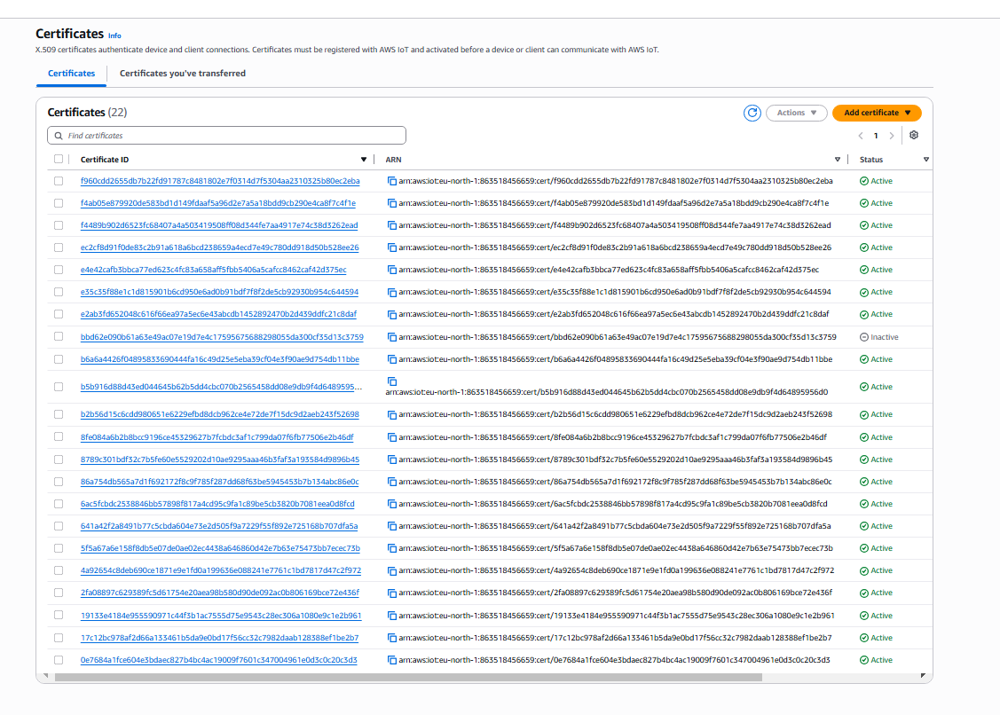 Certificates Info
X.509 certificates authenticate device and client connections. Certificates must be registered with AWS IoT and activated before a device or client can communicate with AWS IoT.
Certificates Certificates you've transferred
Certificates (22) Actions Add certificate
Find certificates 1
Certificate ID ARN Status
f960cdd2655db7b22fd91787c8481802e7f0314d7f5304aa2310325b80ec2eba arn:aws:iot:eu-north-1:863518456659:cert/f960cdd2655db7b22fd91787c8481802e7f0314d7f5304aa2310325b80ec2eba Active
f4ab05e879920de583bd1d149fdaaf5a96d2e7a5a18bdd9cb290e4ca8f7c4f1e arn:aws:iot:eu-north-1:863518456659:cert/f4ab05e879920de583bd1d149fdaaf5a96d2e7a5a18bdd9cb290e4ca8f7c4f1e Active
f4489b902d6523fc68407a4a503419508ff08d344fe7aa4917e74c38d3262ead arn:aws:iot:eu-north-1:863518456659:cert/f4489b902d6523fc68407a4a503419508ff08d344fe7aa4917e74c38d3262ead Active
ec2cf8d91f0de83c2b91a618a6bcd238659a4ecd7e49c780dd918d50b528ee26 arn:aws:iot:eu-north-1:863518456659:cert/ec2cf8d91f0de83c2b91a618a6bcd238659a4ecd7e49c780dd918d50b528ee26 Active
e4e42cafb3bbca77ed623c4fc83a658aff5fbb5406a5cafcc8462caf42d375ec arn:aws:iot:eu-north-1:863518456659:cert/e4e42cafb3bbca77ed623c4fc83a658aff5fbb5406a5cafcc8462caf42d375ec Active
e35c35f88e1c1d815901b6cd950e6ad0b91bdf7f8f2de5cb92930b954c644594 arn:aws:iot:eu-north-1:863518456659:cert/e35c35f88e1c1d815901b6cd950e6ad0b91bdf7f8f2de5cb92930b954c644594 Active
e2ab3fd652048c616f66ea97a5ec6e43abcdb1452892470b2d439ddfc21c8daf arn:aws:iot:eu-north-1:863518456659:cert/e2ab3fd652048c616f66ea97a5ec6e43abcdb1452892470b2d439ddfc21c8daf Active
bbd62e090b61a63e49ac07e19d7e4c17595675688298055da300cf35d13c3759 arn:aws:iot:eu-north-1:863518456659:cert/bbd62e090b61a63e49ac07e19d7e4c17595675688298055da300cf35d13c3759 Inactive
b6a6a4426f04895833690444fa16c49d25e5eba39cf04e3f90ae9d754db11bbe arn:aws:iot:eu-north-1:863518456659:cert/b6a6a4426f04895833690444fa16c49d25e5eba39cf04e3f90ae9d754db11bbe Active
b5b916d88d43ed044645b62b5dd4cbc070b2565458dd08e9db9f4d6489595... arn:aws:iot:eu-north-1:863518456659:cert/b5b916d88d43ed044645b62b5dd4cbc070b2565458dd08e9db9f4d64895956d0 Active
b2b56d15c6cdd980651e6229efbd8dcb962ce4e72de7f15dc9d2aeb243f52698 arn:aws:iot:eu-north-1:863518456659:cert/b2b56d15c6cdd980651e6229efbd8dcb962ce4e72de7f15dc9d2aeb243f52698 Active
8fe084a6b2b8bcc9196ce45329627b7fcbdc3af1c799da07f6fb77506e2b46df arn:aws:iot:eu-north-1:863518456659:cert/8fe084a6b2b8bcc9196ce45329627b7fcbdc3af1c799da07f6fb77506e2b46df Active
8789c301bdf32c7b5fe60e5529202d10ae9295aaa46b3faf3a193584d9896b45 arn:aws:iot:eu-north-1:863518456659:cert/8789c301bdf32c7b5fe60e5529202d10ae9295aaa46b3faf3a193584d9896b45 Active
86a754db565a7d1f692172f8c9f785f287dd68f63be5945453b7b134abc86e0c arn:aws:iot:eu-north-1:863518456659:cert/86a754db565a7d1f692172f8c9f785f287dd68f63be5945453b7b134abc86e0c Active
6ac5fcbdc2538846bb57898f817a4cd95c9fa1c89be5cb3820b7081eea0d8fcd arn:aws:iot:eu-north-1:863518456659:cert/6ac5fcbdc2538846bb57898f817a4cd95c9fa1c89be5cb3820b7081eea0d8fcd Active
641a42f2a8491b77c5cbda604e73e2d505f9a7229f55f892e725168b707dfa5a arn:aws:iot:eu-north-1:863518456659:cert/641a42f2a8491b77c5cbda604e73e2d505f9a7229f55f892e725168b707dfa5a Active
5f5a67a6e158f8db5e07de0ae02ec4438a646860d42e7b63e75473bb7ecec73b arn:aws:iot:eu-north-1:863518456659:cert/5f5a67a6e158f8db5e07de0ae02ec4438a646860d42e7b63e75473bb7ecec73b Active
4a92654c8deb690ce1871e9e1fd0a199636e088241e7761c1bd7817d47c2f972 arn:aws:iot:eu-north-1:863518456659:cert/4a92654c8deb690ce1871e9e1fd0a199636e088241e7761c1bd7817d47c2f972 Active
2fa08897c629389fc5d61754e20aea98b580d90de092ac0b806169bce72e436f arn:aws:iot:eu-north-1:863518456659:cert/2fa08897c629389fc5d61754e20aea98b580d90de092ac0b806169bce72e436f Active
19133e4184e955590971c44f3b1ac7555d75e9543c28ec306a1080e9c1e2b961 arn:aws:iot:eu-north-1:863518456659:cert/19133e4184e955590971c44f3b1ac7555d75e9543c28ec306a1080e9c1e2b961 Active
17c12bc978af2d66a133461b5da9e0bd17f56cc32c7982daab128388ef1be2b7 arn:aws:iot:eu-north-1:863518456659:cert/17c12bc978af2d66a133461b5da9e0bd17f56cc32c7982daab128388ef1be2b7 Active
0e7684a1fce604e3bdaec827b4bc4ac19009f7601c347004961e0d3c0c20c3d3 arn:aws:iot:eu-north-1:863518456659:cert/0e7684a1fce604e3bdaec827b4bc4ac19009f7601c347004961e0d3c0c20c3d3 Active